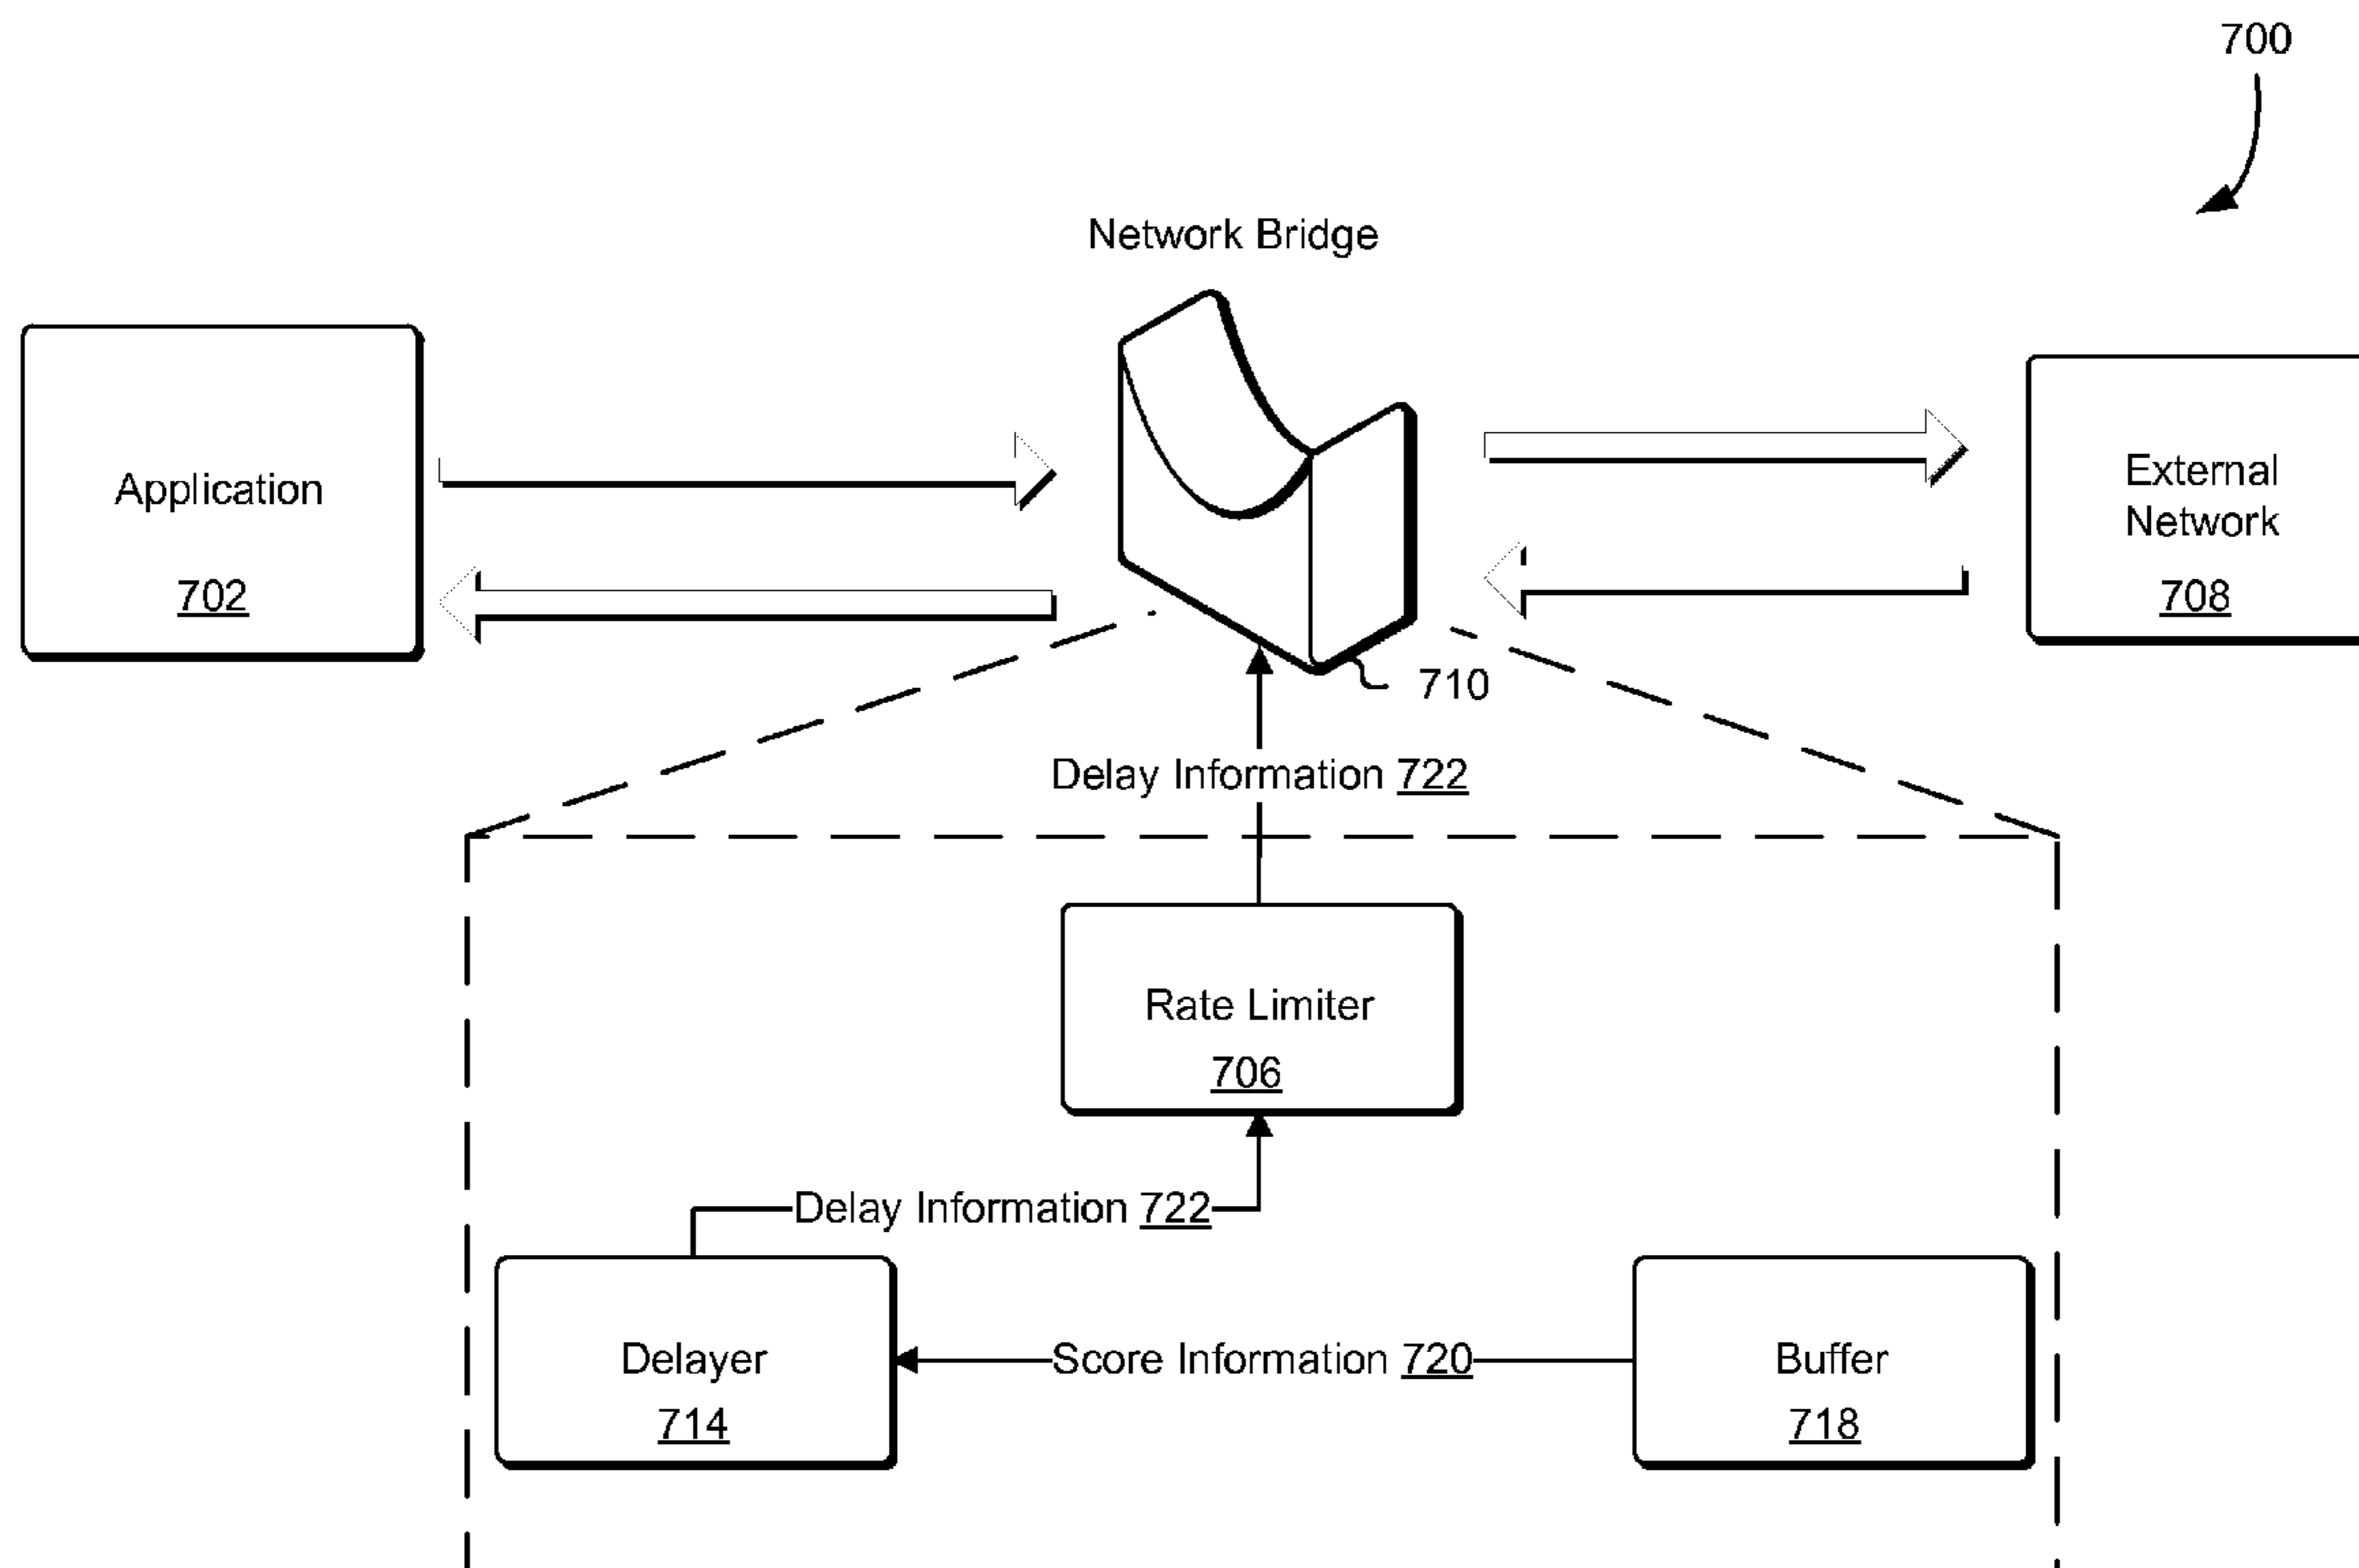 700
Network Bridge
Application
702
External
Network
708
710
Delay Information 722
Rate Limiter
706
Delay Information 722
Delayer
714
Score Information 720
Buffer
718